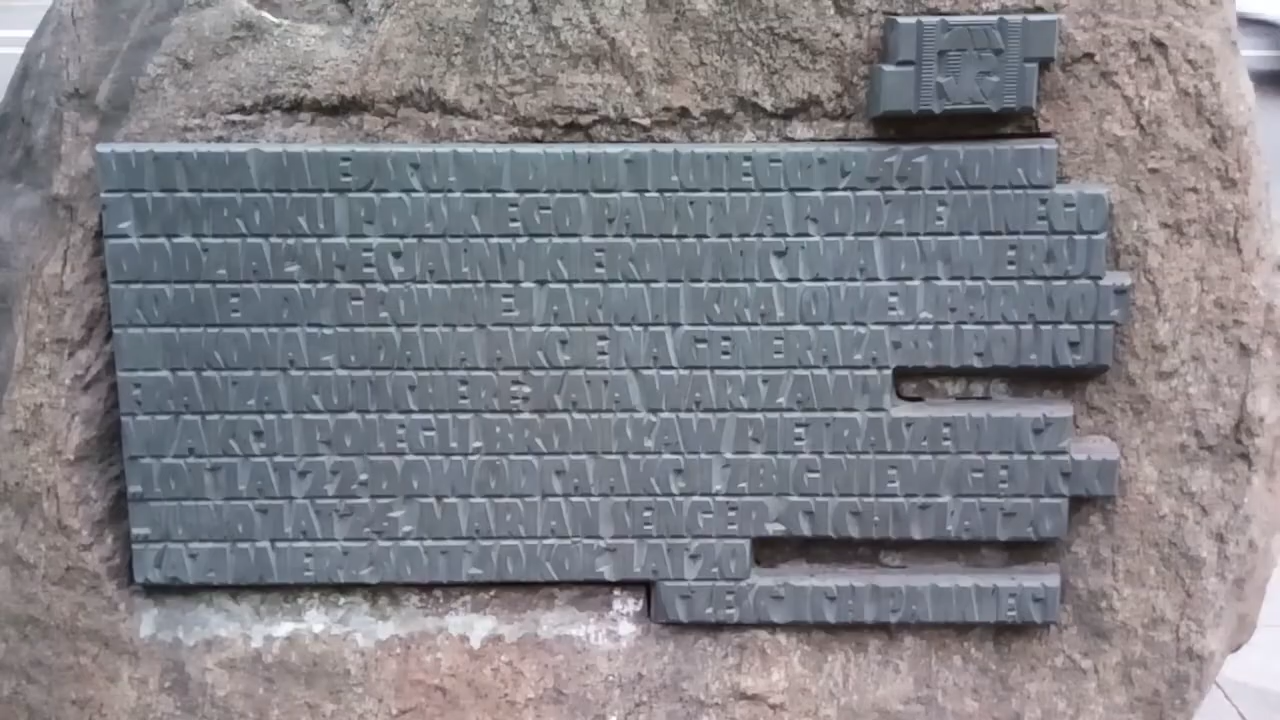 W TYM MIEJSCU W DNIU 1 LUTEGO 1944 ROKU
Z WYROKU POLSKIEGO PAŃSTWA PODZIEMNEGO
ODDZIAŁ SPECJALNY KIEROWNICTWA DYWERSJI
KOMENDY GŁÓWNEJ ARMII KRAJOWEJ
WYKONAŁ UDANĄ AKCJĘ NA GENERAŁA SS I POLICJI
FRANZA KUTSCHERĘ KATA WARSZAWY
W AKCJI POLEGLI BRONISŁAW PIETRASZEWICZ
LOT LAT 22 DOWÓDCA AKCJI ZBIGNIEW GĘSICKI
JUNO LAT 25, MARIAN SENGER CICHY LAT 20
KAZIMIERZ SOTT SOKÓŁ LAT 20
CZEŚĆ ICH PAMIĘCI